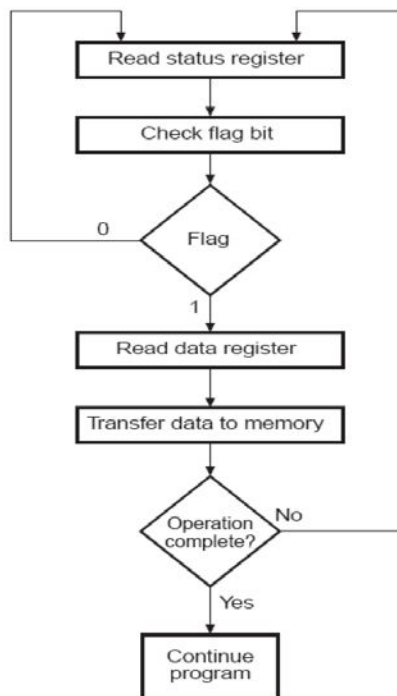 Read status register
Check flag bit
Flag
0
1
Read data register
Transfer data to memory
Operation
complete?
No
Yes
Continue
program